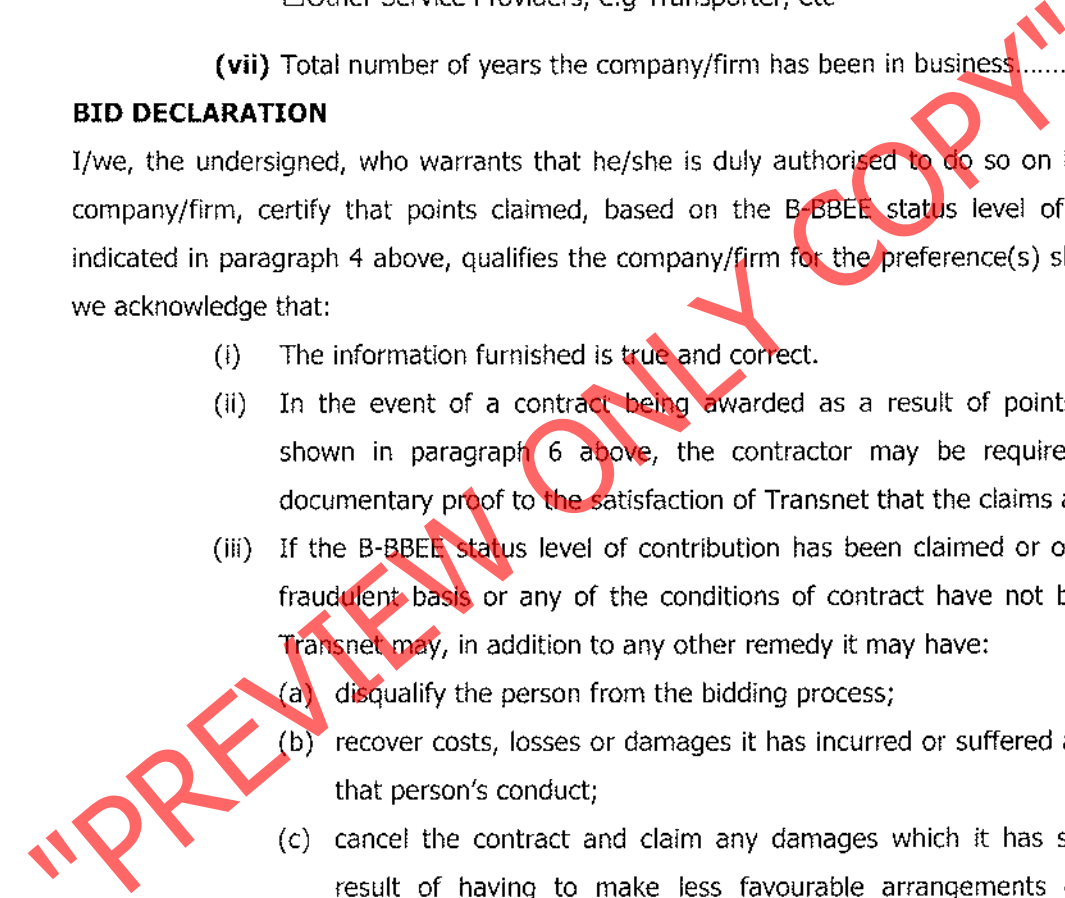 Other Service Providers, e.g Transporter, etc
(vii) Total number of years the company/firm has been in business.......
BID DECLARATION
I/we, the undersigned, who warrants that he/she is duly authorised to do so on
company/firm, certify that points claimed, based on the B-BBEE status level of
indicated in paragraph 4 above, qualifies the company/firm for the preference(s)
we acknowledge that:
(i) The information furnished is true and correct.
(ii) In the event of a contract being awarded as a result of
shown in paragraph 6 above, the contractor may be
documentary proof to the satisfaction of Transnet that the claims
(iii) If the B-BBEE status level of contribution has been claimed or
fraudulent basis or any of the conditions of contract have not
Transnet may, in addition to any other remedy it may have:
(a) disqualify the person from the bidding process;
(b) recover costs, losses or damages it has incurred or suffered
that person's conduct;
(c) cancel the contract and claim any damages which it has
result of having to make less favourable arrangements
"PREVIEW ONLY COPY"